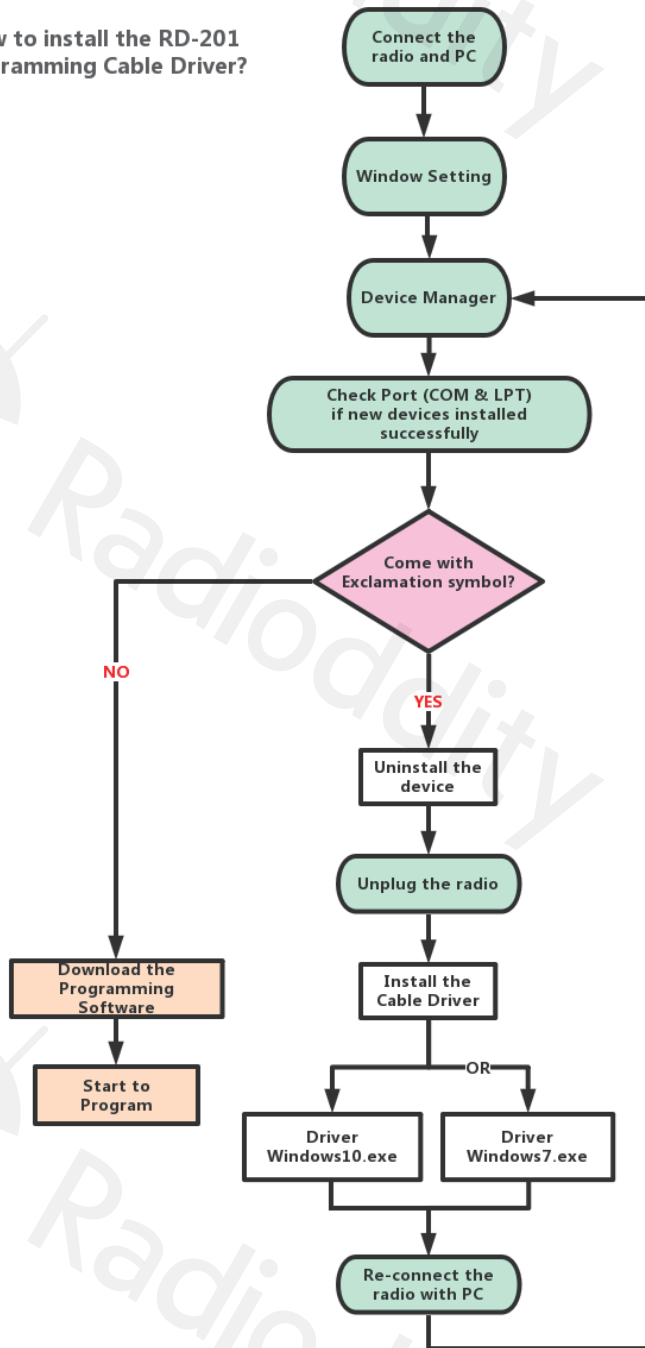 w to install the RD-201
gramming Cable Driver?
Connect the
radio and PC
Window Setting
Device Manager
Check Port (COM & LPT)
if new devices installed
successfully
Come with
Exclamation symbol?
NO
YES
Uninstall the
device
Unplug the radio
Download the
Programming
Software
Install the
Cable Driver
Start to
Program
OR
Driver
Windows10.exe
Driver
Windows7.exe
Re-connect the
radio with PC
Radioddity
Radioddity